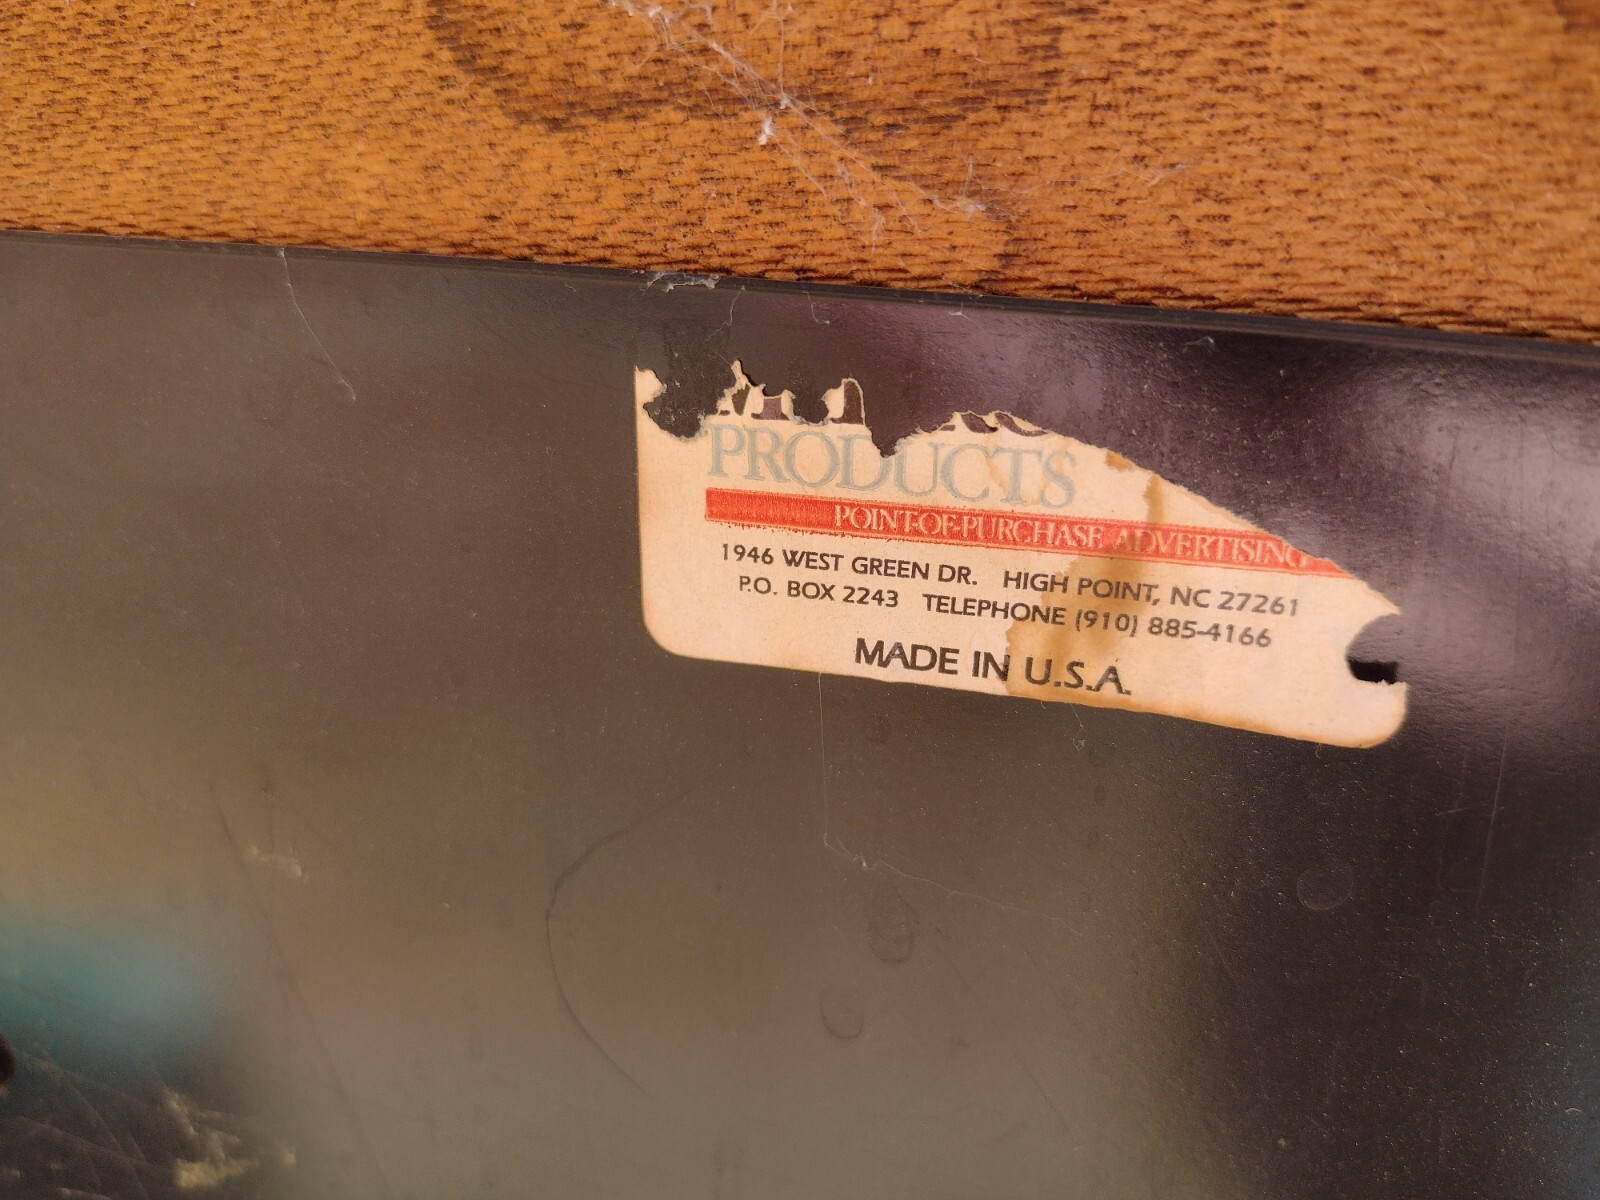 PRODUCTS
POINT-OF-PURCHASE ADVERTISING
1946 WEST GREEN DR. HIGH POINT, NC 27261
P.O. BOX 2243 TELEPHONE (910) 885-4166
MADE IN U.S.A.